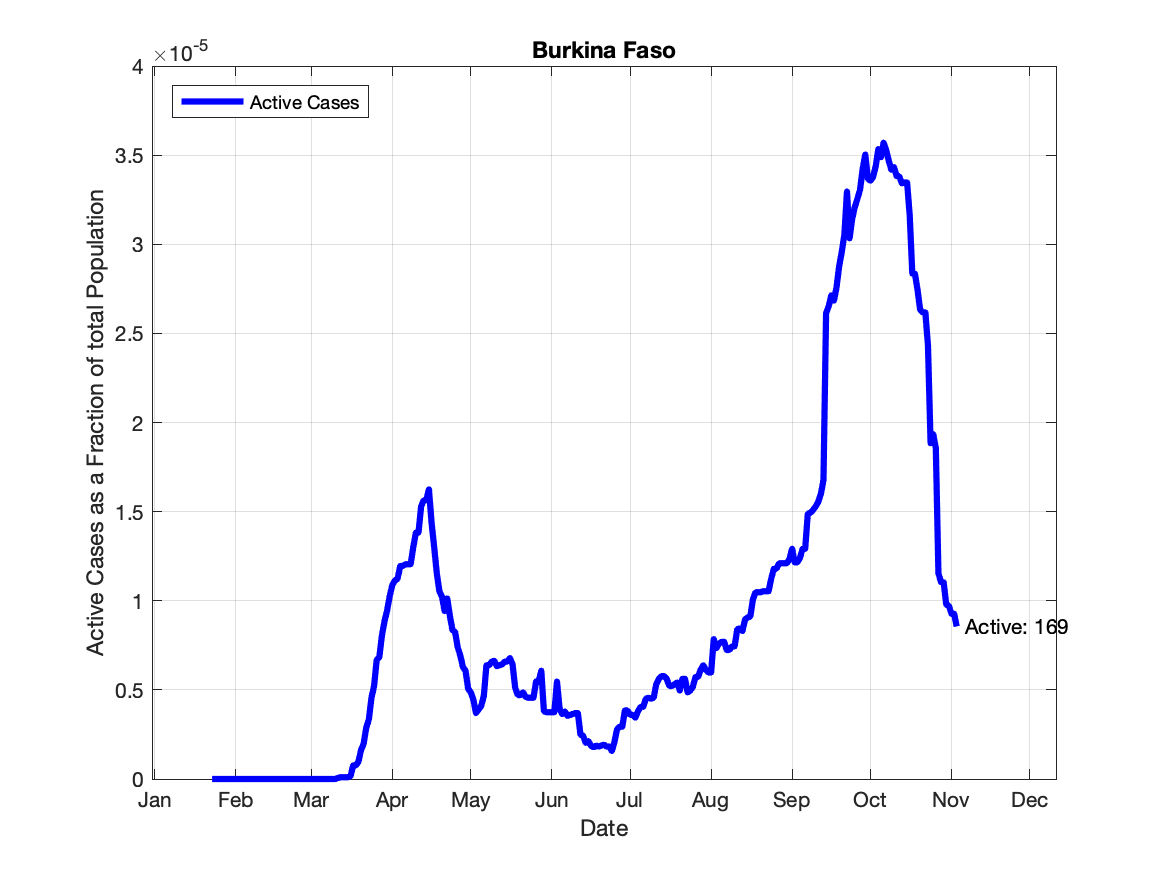 Burkina Faso
×10-5
Active Cases
4
3.5
3
2.5
2
1.5
1
0.5
0
Active Cases as a Fraction of total Population
Active: 169
Jan Feb Mar Apr May Jun Jul Aug Sep Oct Nov Dec
Date